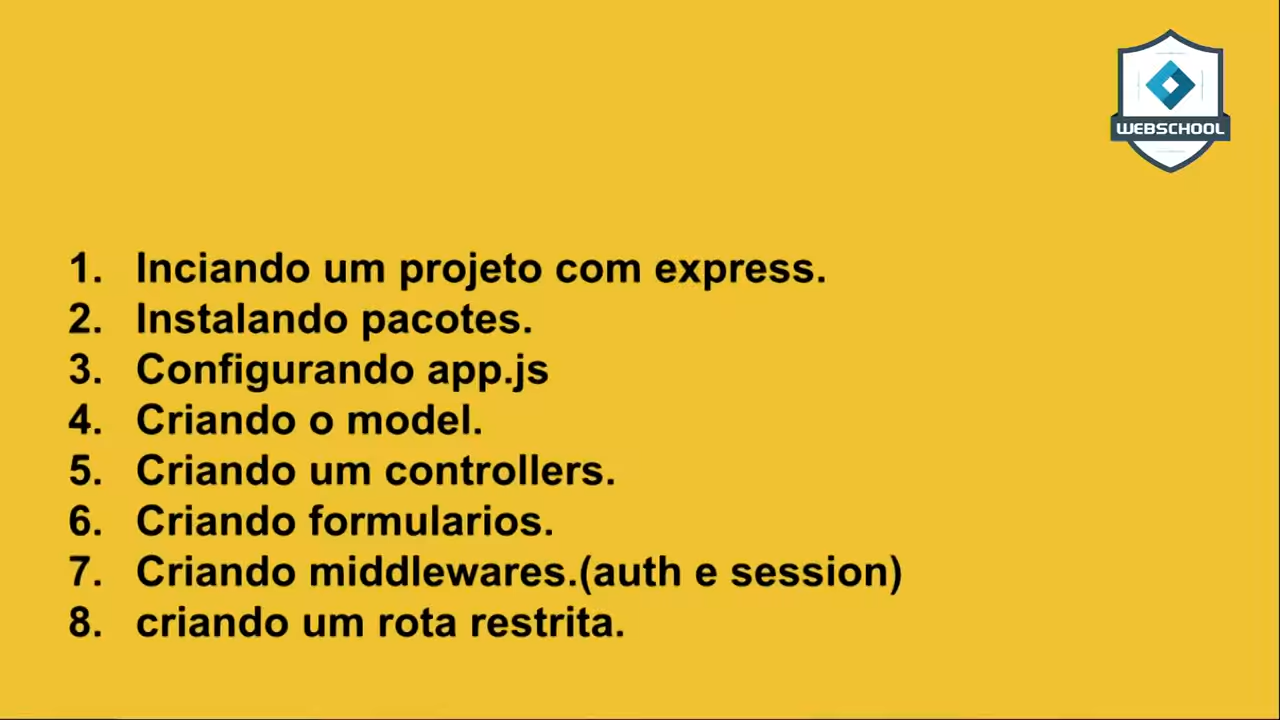 WEBSCHOOL
1. Inciando um projeto com express.
2. Instalando pacotes.
3. Configurando app.js
4. Criando o model.
5. Criando um controllers.
6. Criando formularios.
7. Criando middlewares.(auth e session)
8. criando um rota restrita.